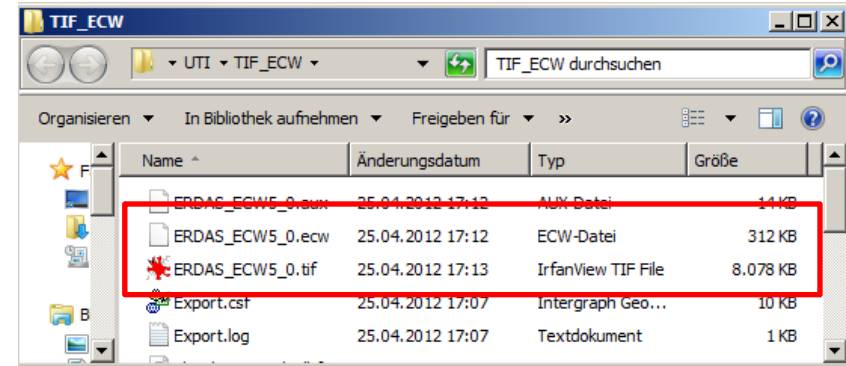 TIF_ECW
UTI TIF_ECW TIF_ECW durchsuchen
Organisieren In Bibliothek aufnehmen Freigeben für »
F Name Änderungsdatum Typ Größe
ERDAS_ECW5_0.aux 25.04.2012 17:12 AUX-Datei 14 KB
ERDAS_ECW5_0.ecw 25.04.2012 17:12 ECW-Datei 312 KB
ERDAS_ECW5_0.tif 25.04.2012 17:13 IrfanView TIF File 8.078 KB
B Export.csf 25.04.2012 17:07 Intergraph Geo... 10 KB
Export.log 25.04.2012 17:07 Textdokument 1 KB